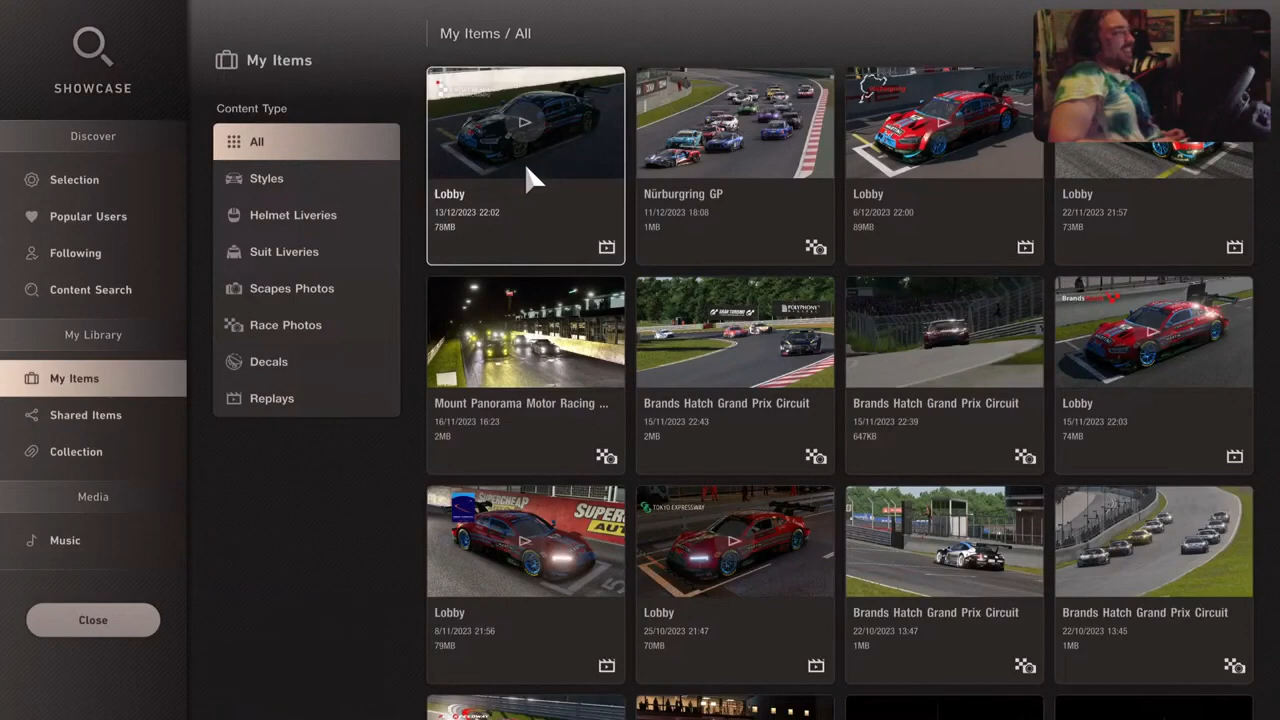 SHOWCASE
Discover
Selection
Popular Users
Following
Content Search
My Library
My Items
Shared Items
Collection
Media
Music
Close
My Items
Content Type
All
Styles
Helmet Liveries
Suit Liveries
Scapes Photos
Race Photos
Decals
Replays
My Items / All
Lobby
13/12/2023 22:02
78MB
Nürburgring GP
11/12/2023 18:08
1MB
Lobby
6/12/2023 22:00
89MB
Lobby
22/11/2023 21:57
73MB
GRAN TURISMO
POLYPHONY
Brands
Mount Panorama Motor Racing ...
16/11/2023 16:23
2MB
Brands Hatch Grand Prix Circuit
15/11/2023 22:43
2MB
Brands Hatch Grand Prix Circuit
15/11/2023 22:39
647KB
Lobby
15/11/2023 22:03
74MB
SUPERCHEAP
TOKYO EXPRESSWAY
Lobby
8/11/2023 21:56
79MB
Lobby
25/10/2023 21:47
70MB
Brands Hatch Grand Prix Circuit
22/10/2023 13:47
1MB
Brands Hatch Grand Prix Circuit
22/10/2023 13:45
1MB